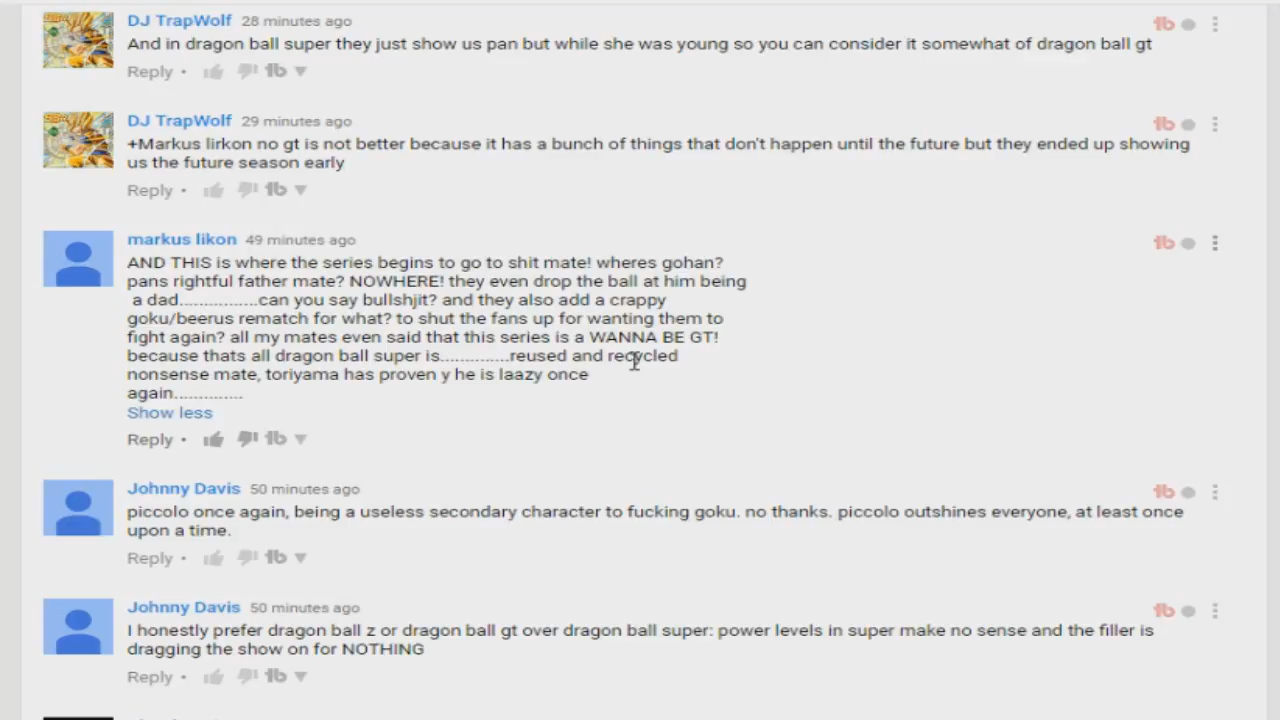 DJ TrapWolf 28 minutes ago
And in dragon ball super they just show us pan but while she was young so you can consider it somewhat of dragon ball gt
Reply •
DJ TrapWolf 29 minutes ago
+Markus lirkon no gt is not better because it has a bunch of things that don't happen until the future but they ended up showing
us the future season early
Reply •
markus likon 49 minutes ago
AND THIS is where the series begins to go to shit mate! wheres gohan?
pans rightful father mate? NOWHERE! they even drop the ball at him being
a dad................can you say bullshjit? and they also add a crappy
goku/beerus rematch for what? to shut the fans up for wanting them to
fight again? all my mates even said that this series is a WANNA BE GT!
because thats all dragon ball super is..............reused and recycled
nonsense mate, toriyama has proven y he is laazy once
again..............
Show less
Reply •
Johnny Davis 50 minutes ago
piccolo once again, being a useless secondary character to fucking goku. no thanks. piccolo outshines everyone, at least once
upon a time.
Reply •
Johnny Davis 50 minutes ago
I honestly prefer dragon ball z or dragon ball gt over dragon ball super: power levels in super make no sense and the filler is
dragging the show on for NOTHING
Reply •